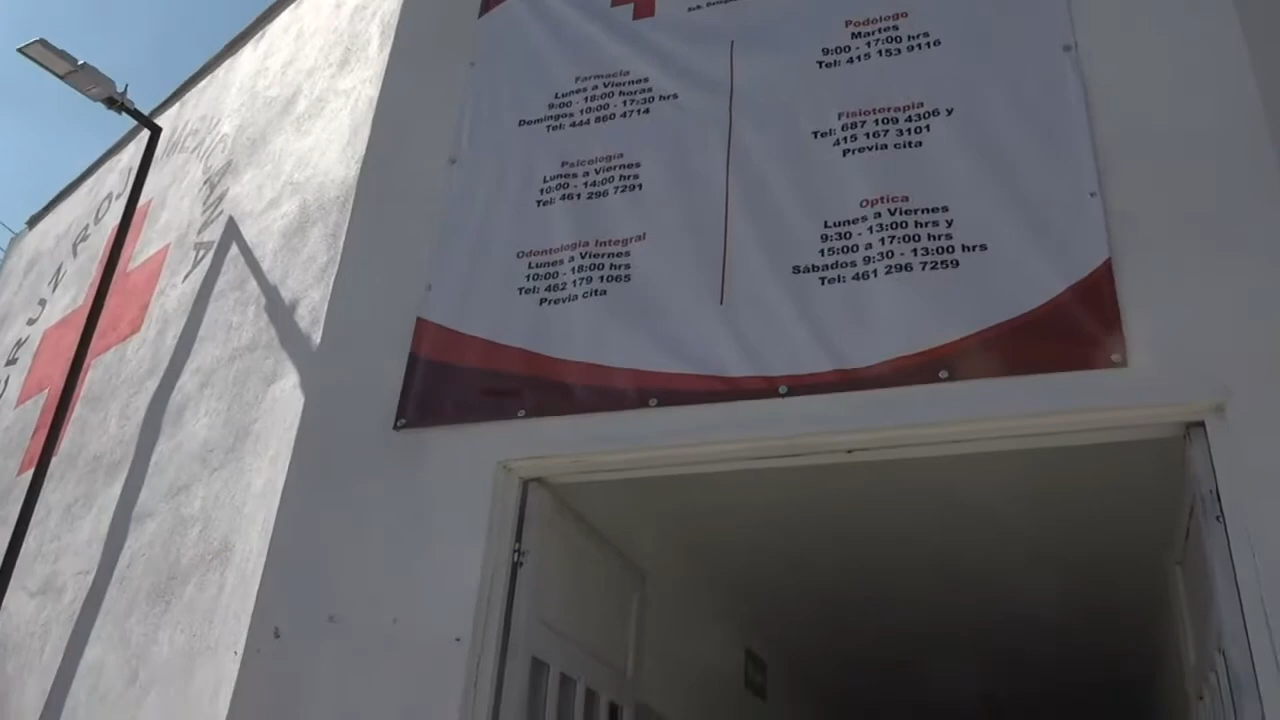 CRUZ ROJA MEXICANA
Farmacia
Lunes a Viernes
9:00 - 18:00 horas
Domingos 10:00 - 17:30 hrs
Tel: 444 860 4714
Psicología
Lunes a Viernes
10:00 - 14:00 hrs
Tel: 461 296 7291
Odontologia Integral
Lunes a Viernes
10:00 - 18:00 hrs
Tel: 462 179 1065
Previa cita
Podólogo
Martes
9:00 - 17:00 hrs
Tel: 415 153 9116
Fisioterapia
Tel: 687 109 4306 y
415 167 3101
Previa cita
Optica
Lunes a Viernes
9:30 - 13:00 hrs y
15:00 a 17:00 hrs
Sábados 9:30 - 13:00 hrs
Tel: 461 296 7259